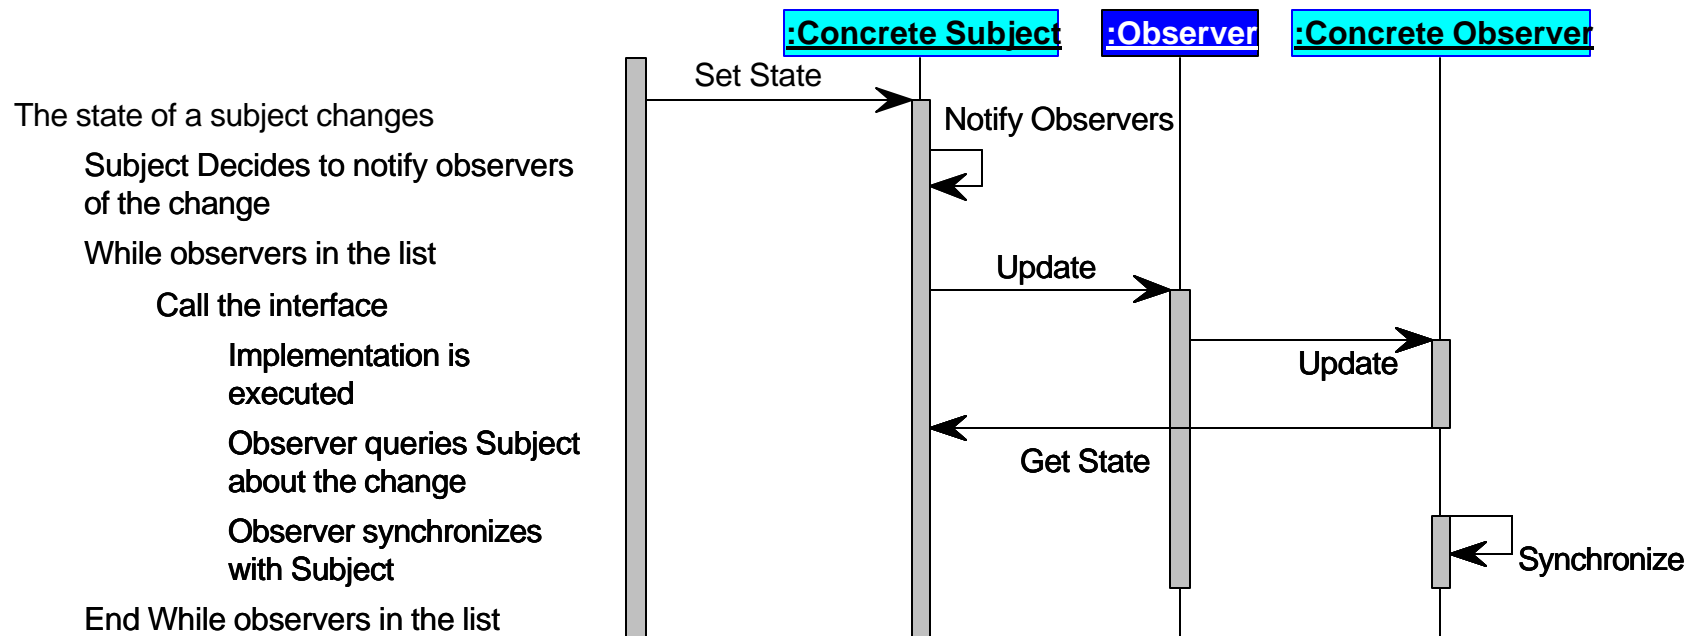 :Concrete Subject :Observer :Concrete Observer
Set State
The state of a subject changes
Notify Observers
Subject Decides to notify observers
of the change
While observers in the list
Update
Call the interface
Implementation is
executed
Update
Observer queries Subject
about the change
Get State
Observer synchronizes
with Subject
Synchronize
End While observers in the list